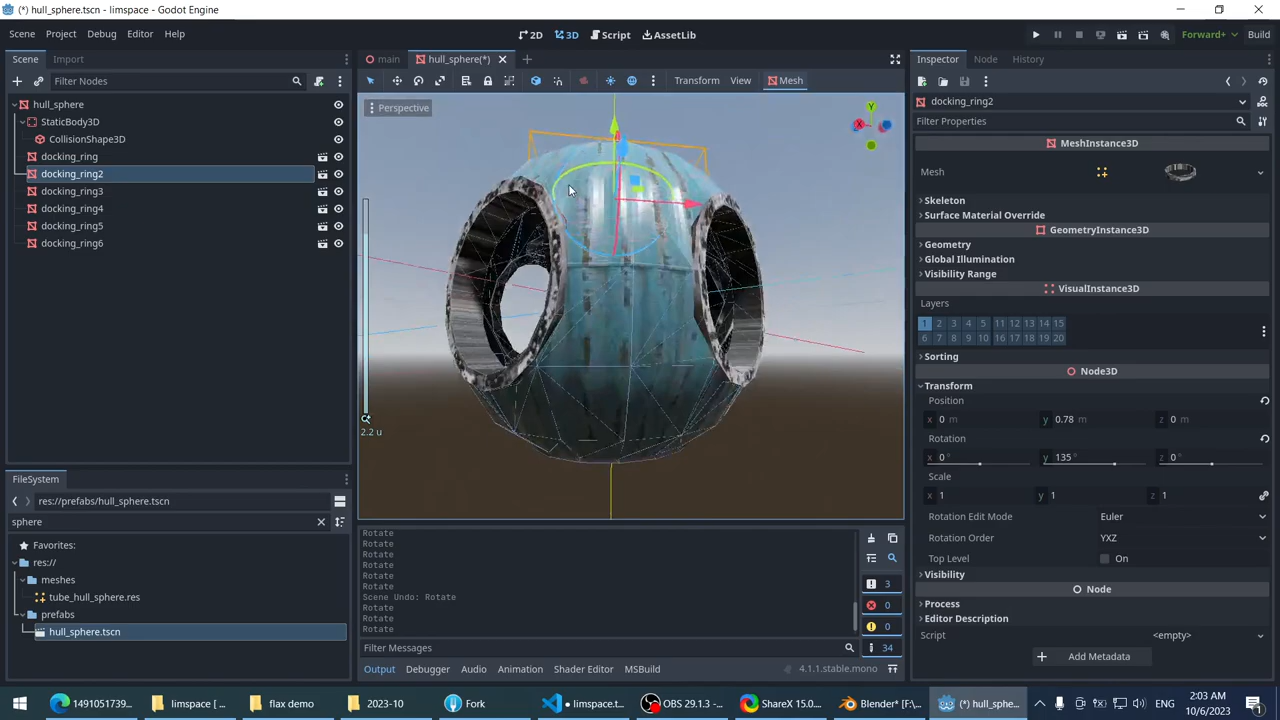 (*) hull_sphere.tscn - limspace - Godot Engine
Scene Project Debug Editor Help
2D 3D Script AssetLib
Forward+ Build
Scene Import
main hull_sphere(*)
Inspector Node History
Filter Nodes
Transform View Mesh
hull_sphere
StaticBody3D
CollisionShape3D
docking_ring
docking_ring2
docking_ring3
docking_ring4
docking_ring5
docking_ring6
Perspective
Y
X
2.2 u
docking_ring2
Filter Properties
MeshInstance3D
Mesh
Skeleton
Surface Material Override
GeometryInstance3D
Geometry
Global Illumination
Visibility Range
VisualInstance3D
Layers
1 2 3 4 5 11 12 13 14 15
6 7 8 9 10 16 17 18 19 20
Sorting
Node3D
Transform
Position
x 0 m y 0.78 m z 0 m
Rotation
x 0 ° y 135 ° z 0 °
Scale
x 1 y 1 z 1
Rotation Edit Mode Euler
Rotation Order YXZ
Top Level On
Visibility
Node
Process
Editor Description
Script <empty>
Add Metadata
FileSystem
res://prefabs/hull_sphere.tscn
sphere
Favorites:
res://
meshes
tube_hull_sphere.res
prefabs
hull_sphere.tscn
Rotate
Rotate
Rotate
Rotate
Rotate
Rotate
Scene Undo: Rotate
Rotate
Rotate
Rotate
3
0
0
34
Filter Messages
Output Debugger Audio Animation Shader Editor MSBuild
4.1.1.stable.mono
1491051739... limspace [ ... flax demo 2023-10 Fork • limspace.t... OBS 29.1.3 - ... ShareX 15.0.... Blender* [F:\... (*) hull_sphe...
2:03 AM
10/6/2023